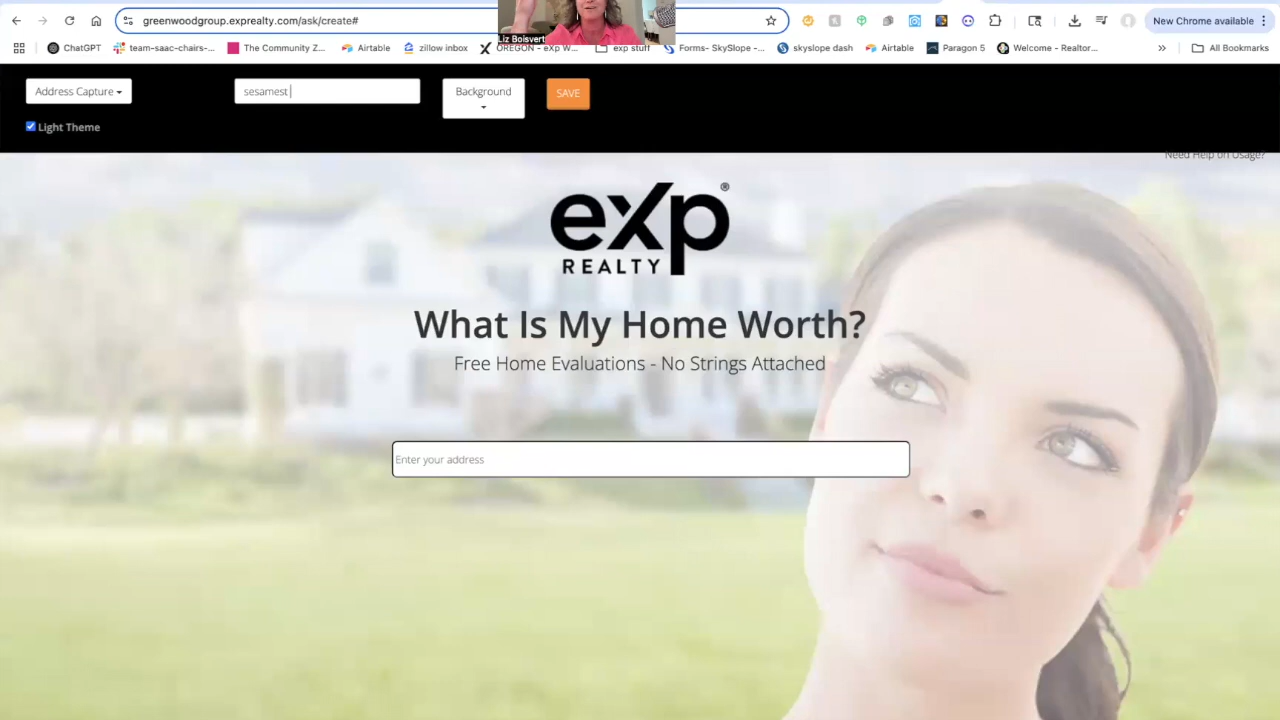 greenwoodgroup.exprealty.com/ask/create#
New Chrome available
ChatGPT
team-saac-chairs-...
The Community Z...
Airtable
zillow inbox
OREGON - eXp W...
exp stuff
Forms- SkySlope -...
skyslope dash
Airtable
Paragon 5
Welcome - Realtor...
»
All Bookmarks
Liz Boisvert
Address Capture
sesamest
Background
SAVE
Light Theme
Need Help on Usage?
eXp®
REALTY
What Is My Home Worth?
Free Home Evaluations - No Strings Attached
Enter your address